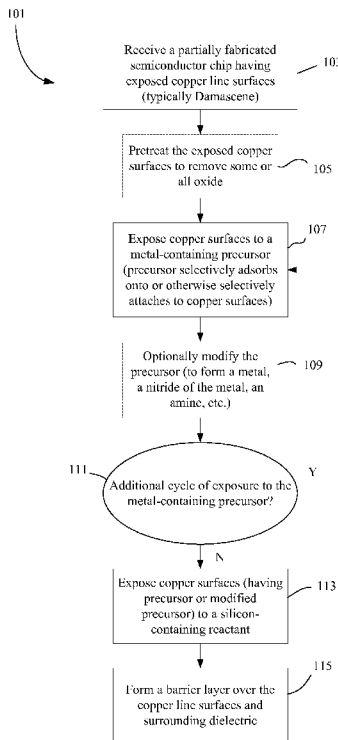 101
Receive a partially fabricated
semiconductor chip having
exposed copper line surfaces
(typically Damascene)
103
Pretreat the exposed copper
surfaces to remove some or
all oxide
105
107
Expose copper surfaces to a
metal-containing precursor
(precursor selectively adsorbs
onto or otherwise selectively
attaches to copper surfaces)
Optionally modify the
precursor (to form a metal,
a nitride of the metal, an
amine, etc.)
109
111
Additional cycle of exposure to the
metal-containing precursor?
Y
N
Expose copper surfaces (having
precursor or modified
precursor) to a silicon-
containing reactant
113
115
Form a barrier layer over the
copper line surfaces and
surrounding dielectric